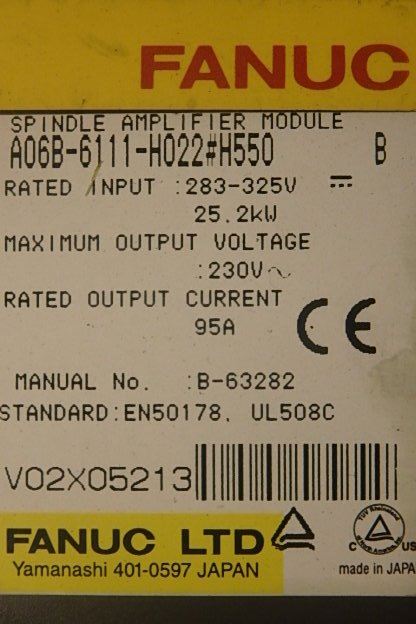 FANUC
SPINDLE AMPLIFIER MODULE
A06B-6111-H022#H550 B
RATED INPUT :283-325V
25.2kW
MAXIMUM OUTPUT VOLTAGE
:230V~
RATED OUTPUT CURRENT
95A
CE
MANUAL No. :B-63282
STANDARD:EN50178, UL508C
V02X05213
FANUC LTD
Yamanashi 401-0597 JAPAN
C US
made in JAPA